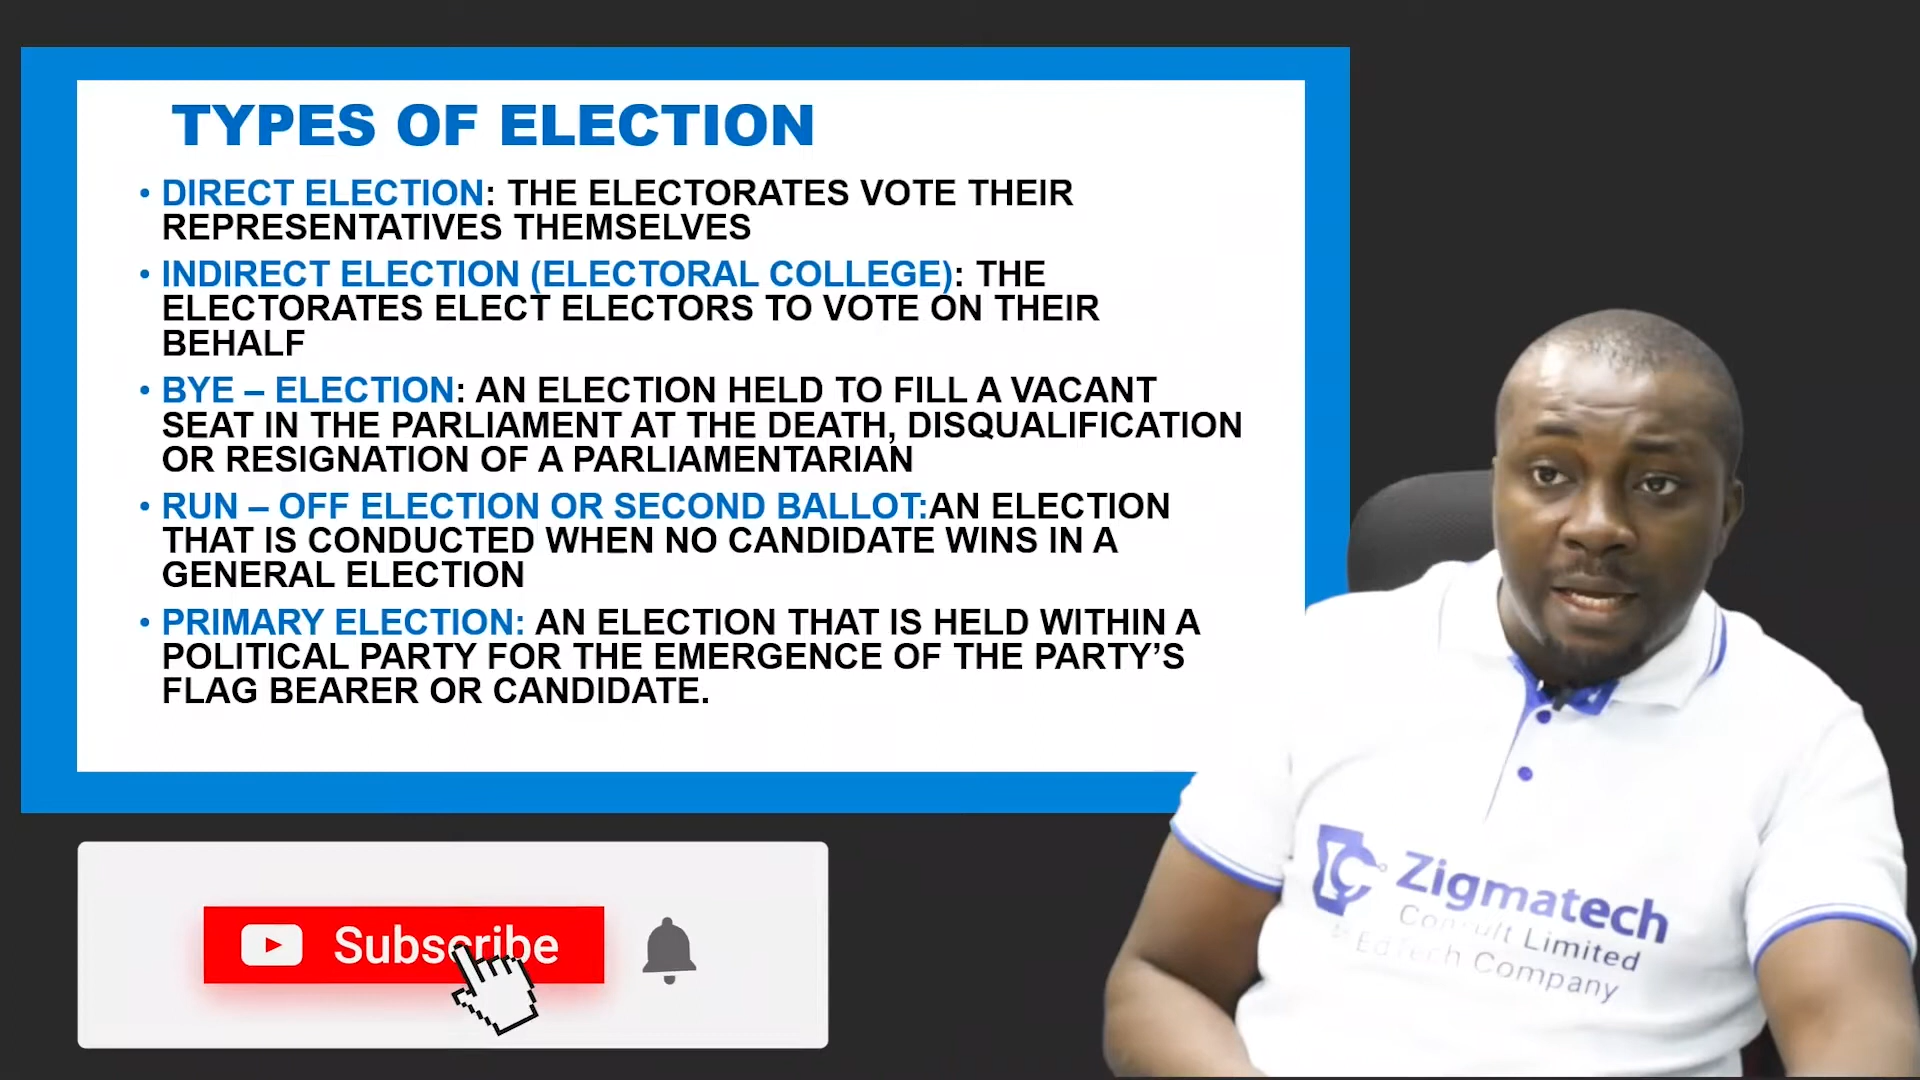 TYPES OF ELECTION
• DIRECT ELECTION: THE ELECTORATES VOTE THEIR
REPRESENTATIVES THEMSELVES
• INDIRECT ELECTION (ELECTORAL COLLEGE): THE
ELECTORATES ELECT ELECTORS TO VOTE ON THEIR
BEHALF
• BYE – ELECTION: AN ELECTION HELD TO FILL A VACANT
SEAT IN THE PARLIAMENT AT THE DEATH, DISQUALIFICATION
OR RESIGNATION OF A PARLIAMENTARIAN
• RUN – OFF ELECTION OR SECOND BALLOT:AN ELECTION
THAT IS CONDUCTED WHEN NO CANDIDATE WINS IN A
GENERAL ELECTION
• PRIMARY ELECTION: AN ELECTION THAT IS HELD WITHIN A
POLITICAL PARTY FOR THE EMERGENCE OF THE PARTY’S
FLAG BEARER OR CANDIDATE.
Subscribe
Zigmatech
Consult Limited
EdTech Company